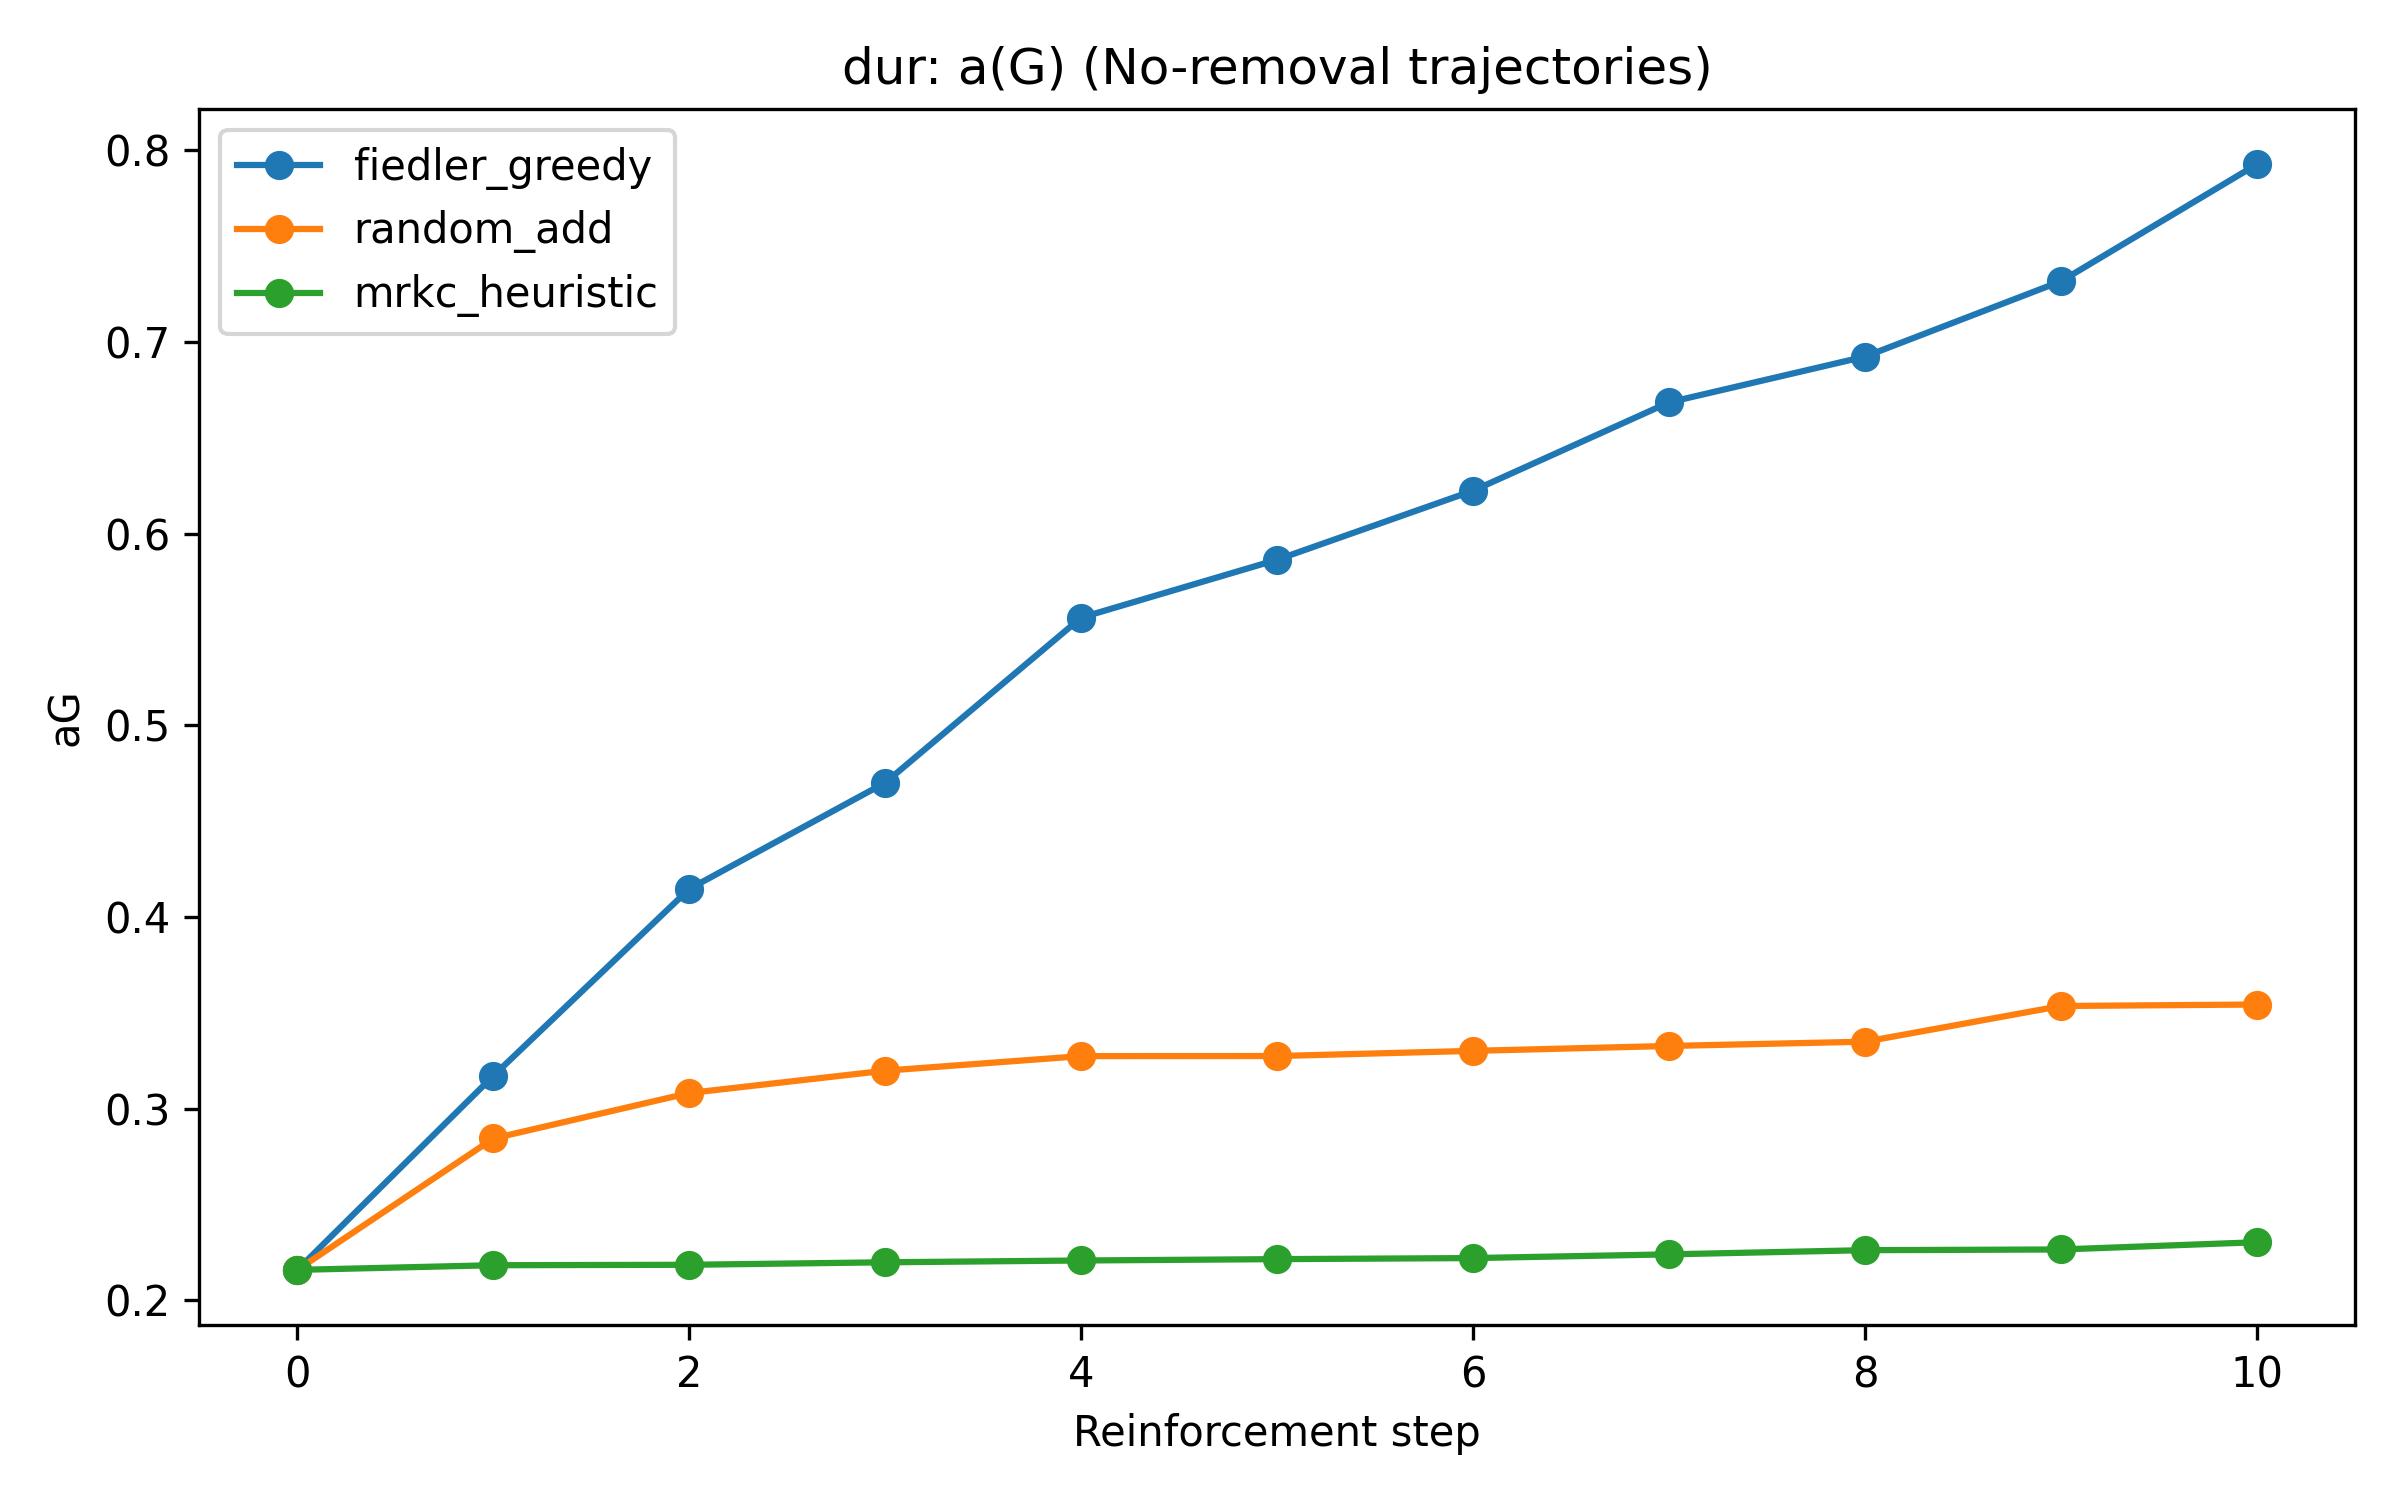 dur: a(G) (No-removal trajectories)
fiedler_greedy
random_add
mrkc_heuristic
aG
0.8
0.7
0.6
0.5
0.4
0.3
0.2
0 2 4 6 8 10
Reinforcement step